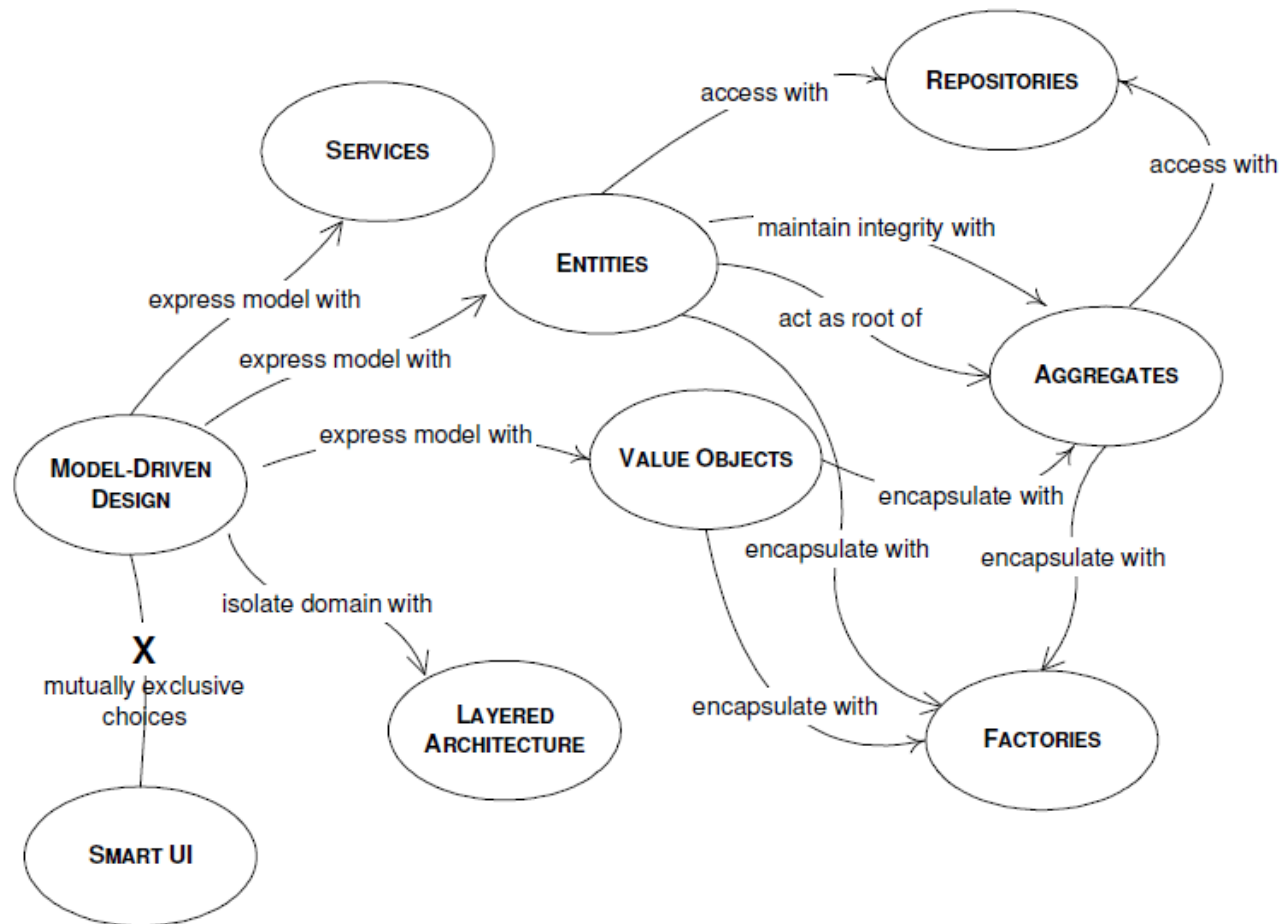 REPOSITORIES
access with
SERVICES
access with
maintain integrity with
ENTITIES
express model with
act as root of
express model with
AGGREGATES
express model with
VALUE OBJECTS
MODEL-DRIVEN
DESIGN
encapsulate with
encapsulate with
encapsulate with
isolate domain with
X
mutually exclusive
choices
encapsulate with
LAYERED
ARCHITECTURE
FACTORIES
SMART UI